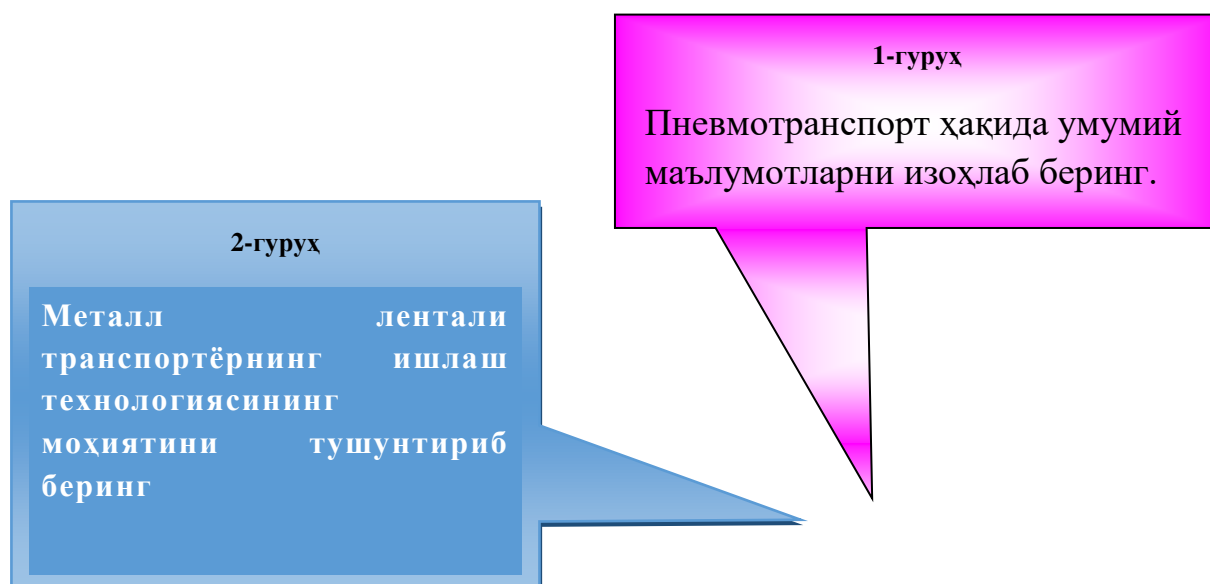 1-гуруҳ
Пневмотранспорт ҳақида умумий
маълумотларни изоҳлаб беринг.
2-гуруҳ
Металл лентали
транспортёрнинг ишлаш
технологиясининг
моҳиятини тушунтириб
беринг